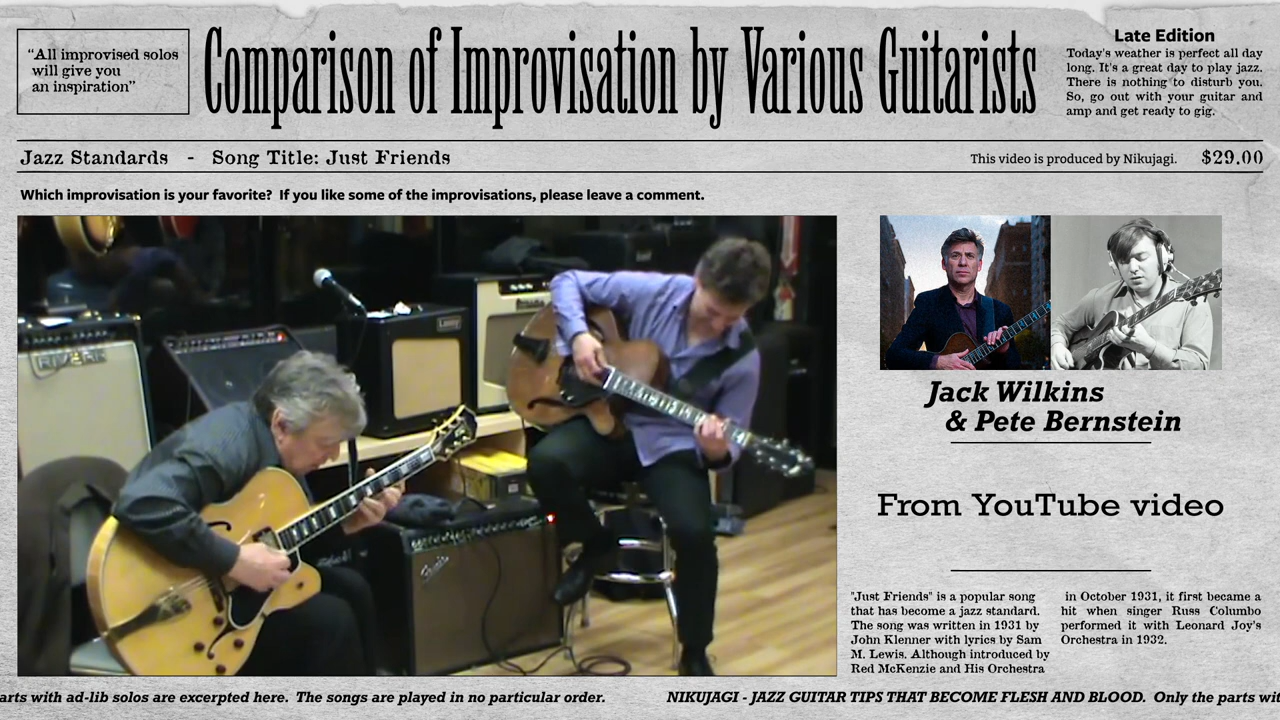 “All improvised solos
will give you
an inspiration”
Comparison of Improvisation by Various Guitarists
Late Edition
Today's weather is perfect all day
long. It's a great day to play jazz.
There is nothing to disturb you.
So, go out with your guitar and
amp and get ready to gig.
Jazz Standards - Song Title: Just Friends
This video is produced by Nikujagi. $29.00
Which improvisation is your favorite? If you like some of the improvisations, please leave a comment.
RIVERA
Laney
Fender
Jack Wilkins
& Pete Bernstein
From YouTube video
"Just Friends" is a popular song
that has become a jazz standard.
The song was written in 1931 by
John Klenner with lyrics by Sam
M. Lewis. Although introduced by
Red McKenzie and His Orchestra
in October 1931, it first became a
hit when singer Russ Columbo
performed it with Leonard Joy's
Orchestra in 1932.
arts with ad-lib solos are excerpted here. The songs are played in no particular order. NIKUJAGI - JAZZ GUITAR TIPS THAT BECOME FLESH AND BLOOD. Only the parts wit